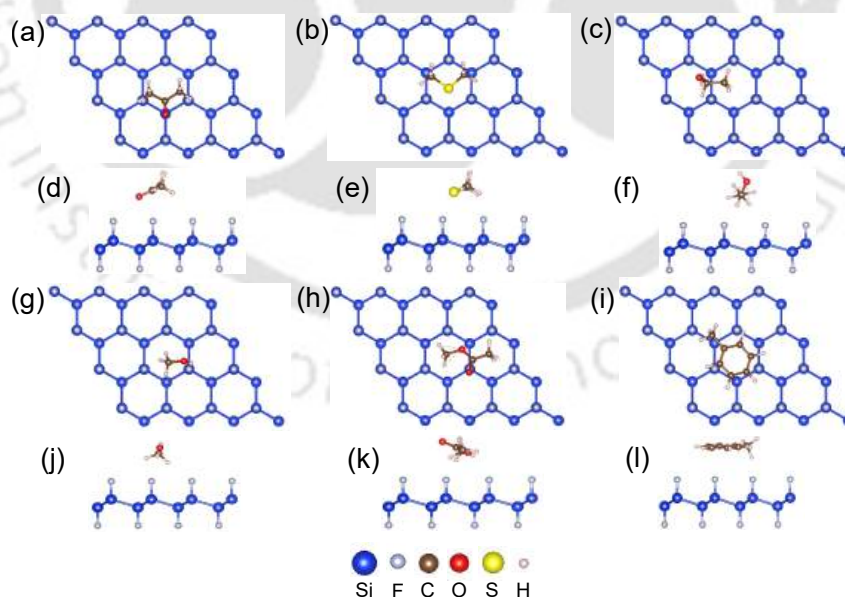 (a) (b) (c)
(d) (e) (f)
(g) (h) (i)
(j) (k) (l)
Si F C O S H